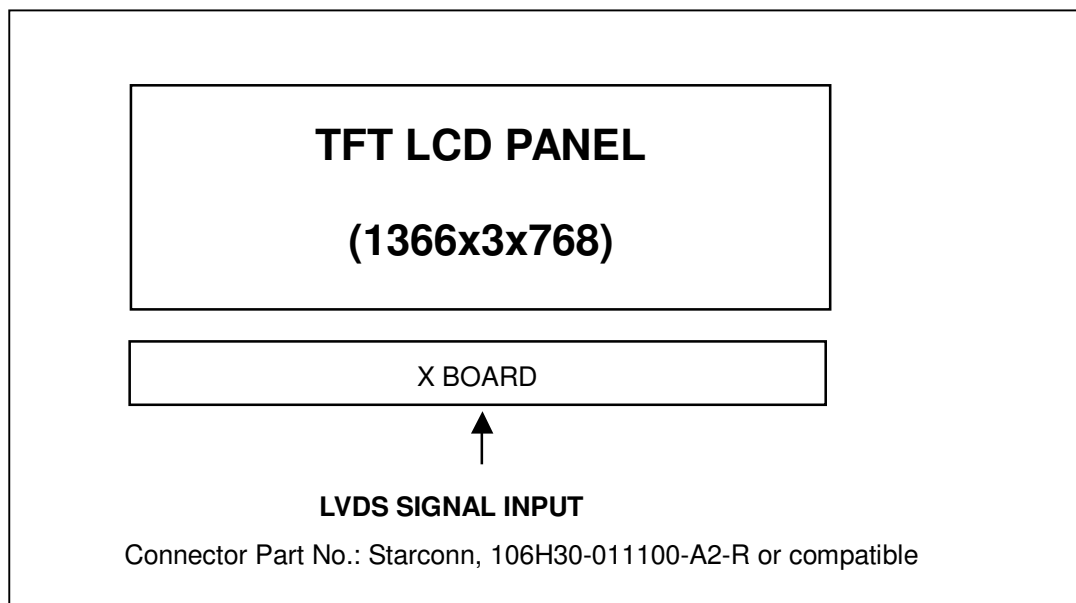 TFT LCD PANEL
(1366x3x768)
X BOARD
LVDS SIGNAL INPUT
Connector Part No.: Starconn, 106H30-011100-A2-R or compatible